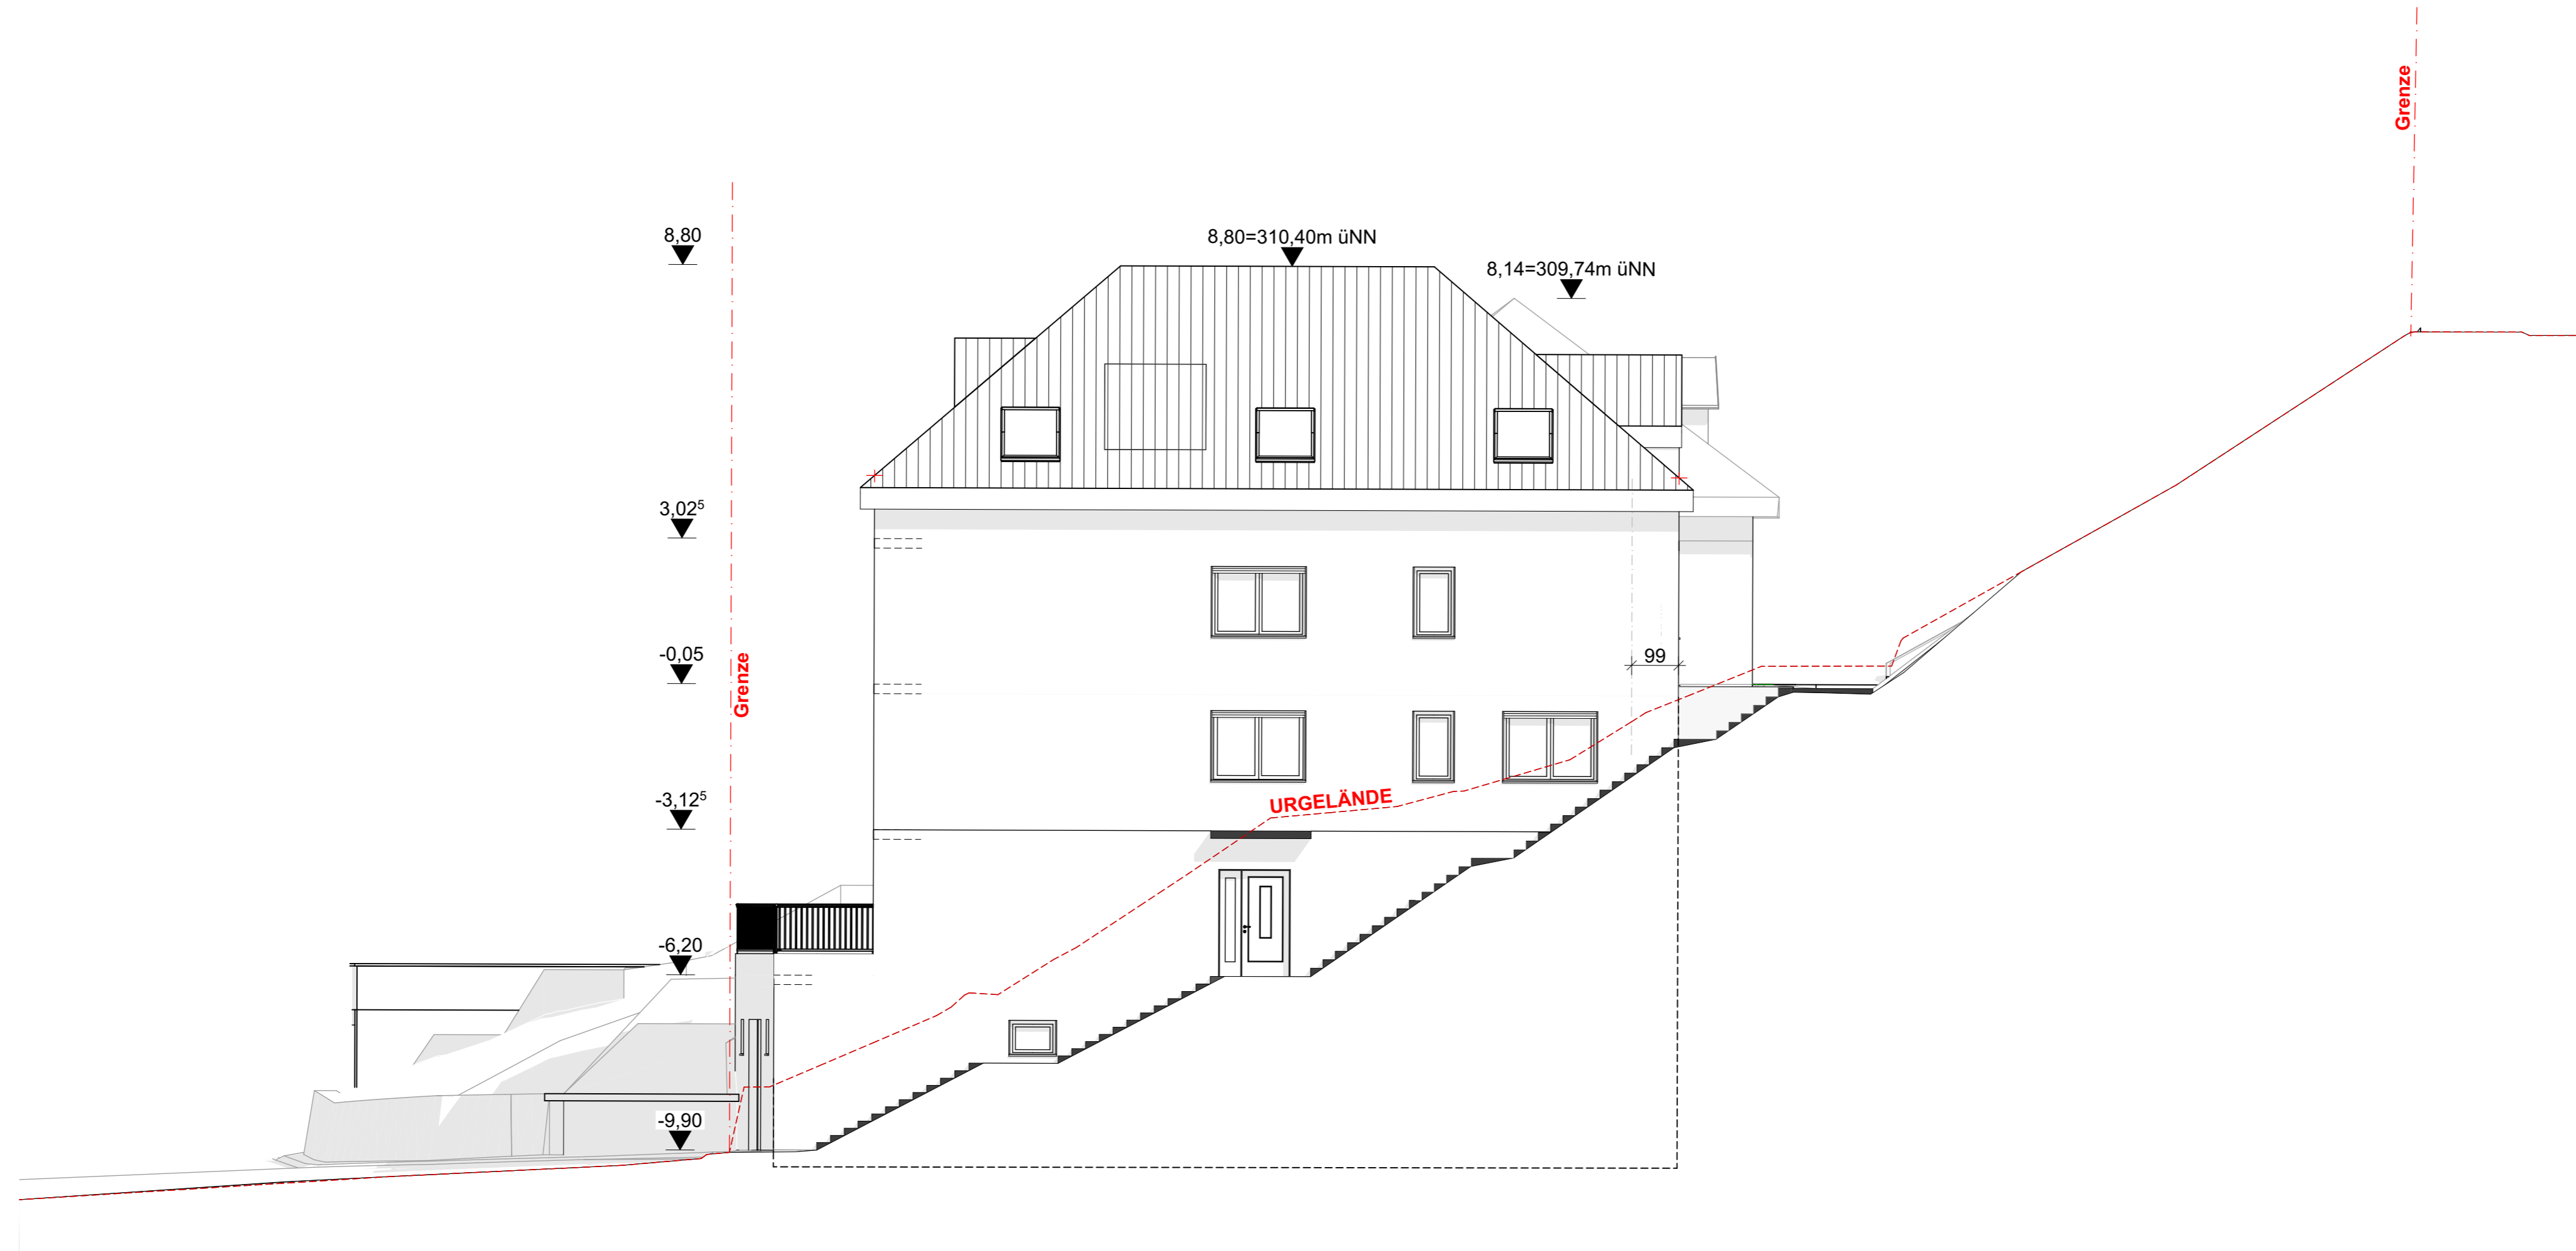 Grenze
8,80
8,80=310,40m üNN
8,14=309,74m üNN
3,02⁵
-0,05
Grenze
99
-3,12⁵
URGELÄNDE
-6,20
-9,90